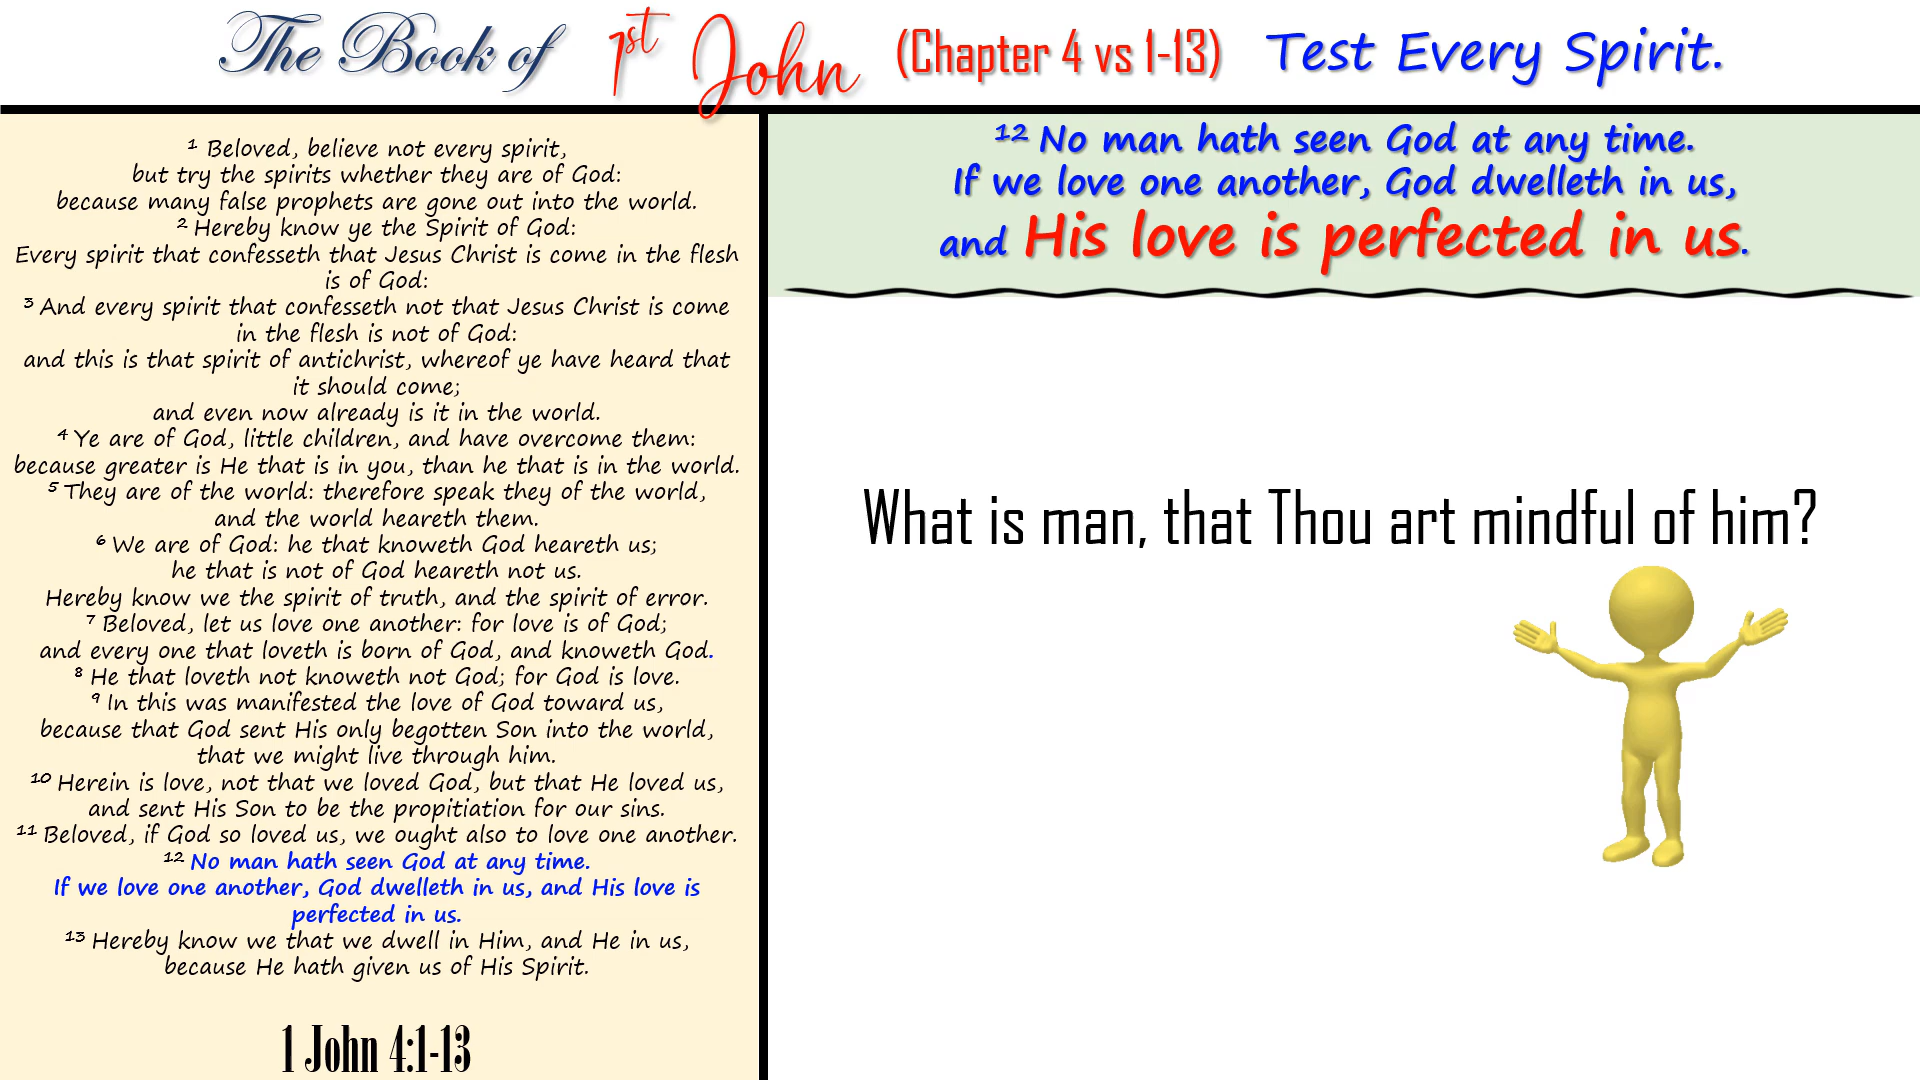 The Book of 1st John (Chapter 4 vs 1-13) Test Every Spirit.
1 Beloved, believe not every spirit,
but try the spirits whether they are of God:
because many false prophets are gone out into the world.
2 Hereby know ye the Spirit of God:
Every spirit that confesseth that Jesus Christ is come in the flesh
is of God:
3 And every spirit that confesseth not that Jesus Christ is come
in the flesh is not of God:
and this is that spirit of antichrist, whereof ye have heard that
it should come;
and even now already is it in the world.
4 Ye are of God, little children, and have overcome them:
because greater is He that is in you, than he that is in the world.
5 They are of the world: therefore speak they of the world,
and the world heareth them.
6 We are of God: he that knoweth God heareth us;
he that is not of God heareth not us.
Hereby know we the spirit of truth, and the spirit of error.
7 Beloved, let us love one another: for love is of God;
and every one that loveth is born of God, and knoweth God.
8 He that loveth not knoweth not God; for God is love.
9 In this was manifested the love of God toward us,
because that God sent His only begotten Son into the world,
that we might live through him.
10 Herein is love, not that we loved God, but that He loved us,
and sent His Son to be the propitiation for our sins.
11 Beloved, if God so loved us, we ought also to love one another.
12 No man hath seen God at any time.
If we love one another, God dwelleth in us, and His love is
perfected in us.
13 Hereby know we that we dwell in Him, and He in us,
because He hath given us of His Spirit.
1 John 4:1-13
12 No man hath seen God at any time.
If we love one another, God dwelleth in us,
and His love is perfected in us.
What is man, that Thou art mindful of him?